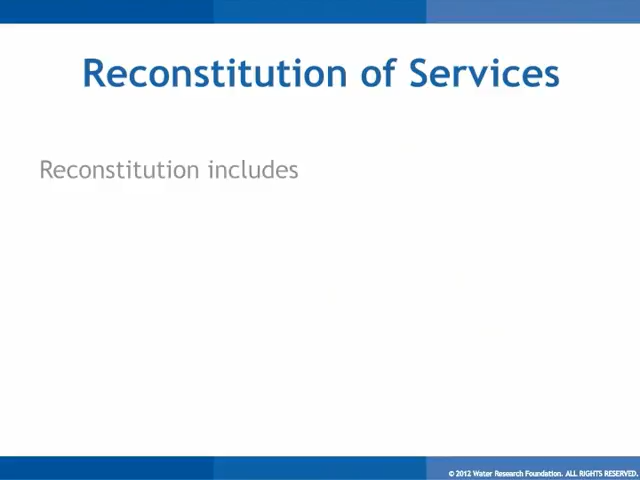 Reconstitution of Services
Reconstitution includes
© 2012 Water Research Foundation. ALL RIGHTS RESERVED.